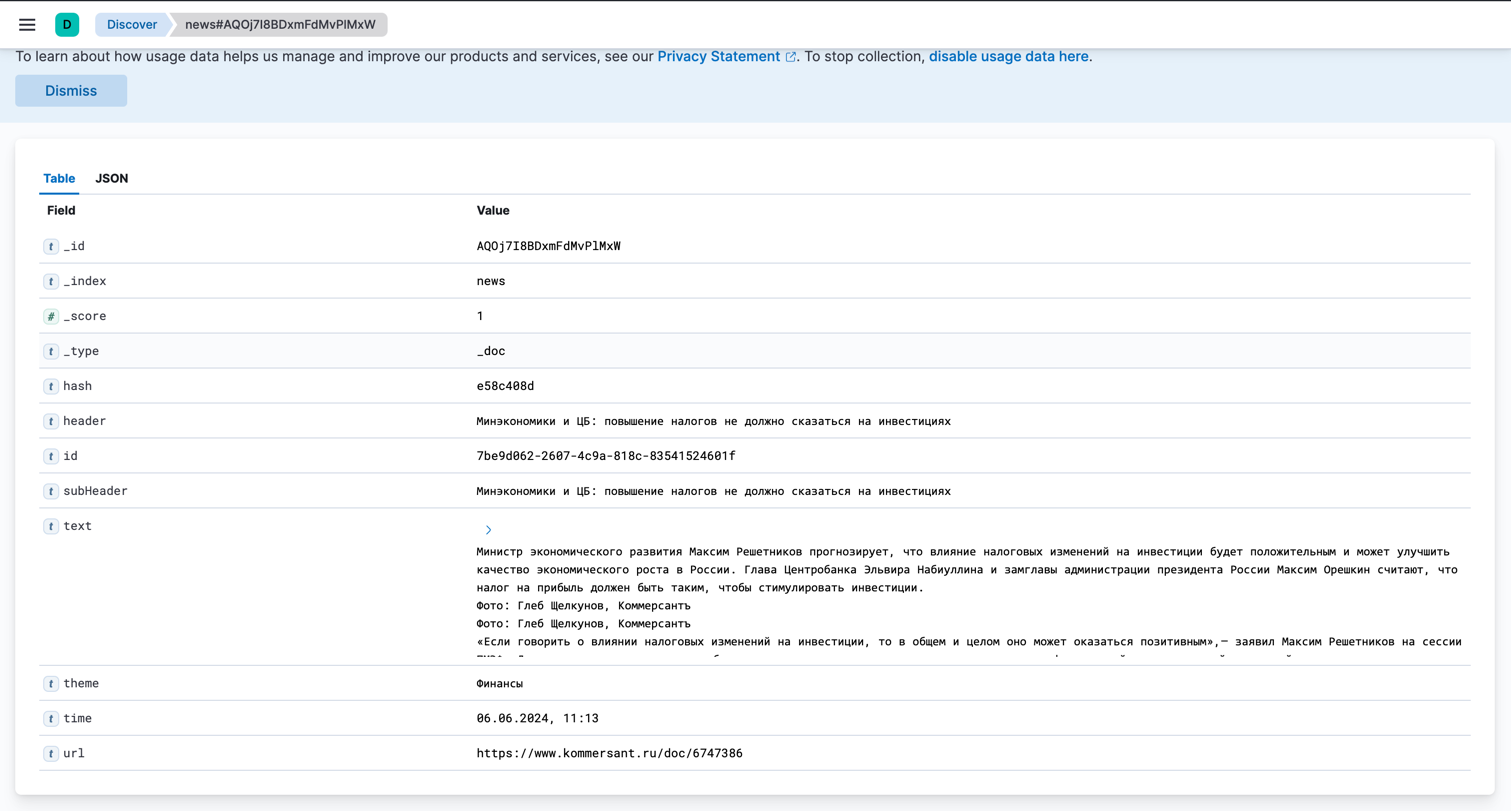 D Discover news#AQOj7I8BDxmFdMvPlMxW
To learn about how usage data helps us manage and improve our products and services, see our Privacy Statement. To stop collection, disable usage data here.
Dismiss
Table JSON
Field Value
t _id AQOj7I8BDxmFdMvPlMxW
t _index news
# _score 1
t _type _doc
t hash e58c408d
t header Минэкономики и ЦБ: повышение налогов не должно сказаться на инвестициях
t id 7be9d062-2607-4c9a-818c-83541524601f
t subHeader Минэкономики и ЦБ: повышение налогов не должно сказаться на инвестициях
t text
Министр экономического развития Максим Решетников прогнозирует, что влияние налоговых изменений на инвестиции будет положительным и может улучшить
качество экономического роста в России. Глава Центробанка Эльвира Набиуллина и замглавы администрации президента России Максим Орешкин считают, что
налог на прибыль должен быть таким, чтобы стимулировать инвестиции.
Фото: Глеб Щелкунов, Коммерсантъ
Фото: Глеб Щелкунов, Коммерсантъ
«Если говорить о влиянии налоговых изменений на инвестиции, то в общем и целом оно может оказаться позитивным»,— заявил Максим Решетников на сессии
t theme Финансы
t time 06.06.2024, 11:13
t url https://www.kommersant.ru/doc/6747386